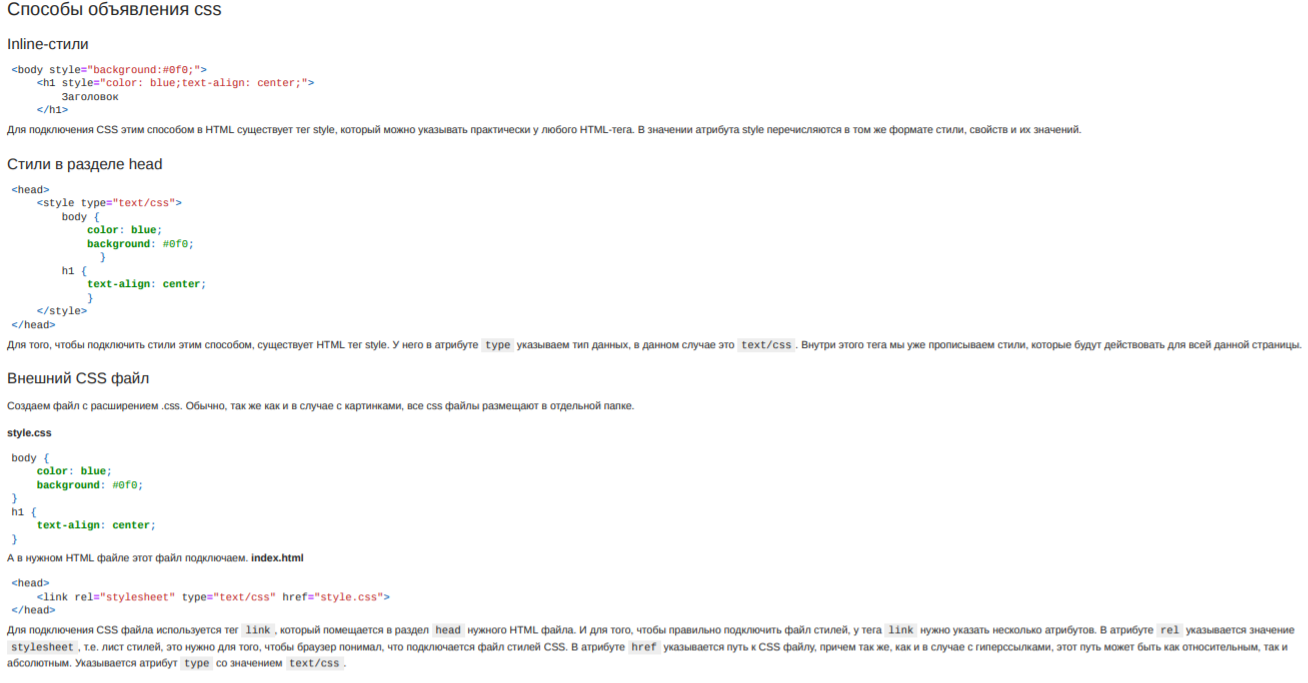 Способы объявления css
Inline-стили
<body style="background:#0f0;">
    <h1 style="color: blue;text-align: center;">
        Заголовок
    </h1>
Для подключения CSS этим способом в HTML существует тег style, который можно указывать практически у любого HTML-тега. В значении атрибута style перечисляются в том же формате стили, свойств и их значений.
Стили в разделе head
<head>
    <style type="text/css">
        body {
            color: blue;
            background: #0f0;
              }
        h1 {
            text-align: center;
            }
    </style>
</head>
Для того, чтобы подключить стили этим способом, существует HTML тег style. У него в атрибуте type указываем тип данных, в данном случае это text/css . Внутри этого тега мы уже прописываем стили, которые будут действовать для всей данной страницы.
Внешний CSS файл
Создаем файл с расширением .css. Обычно, так же как и в случае с картинками, все css файлы размещают в отдельной папке.
style.css
body {
    color: blue;
    background: #0f0;
}
h1 {
    text-align: center;
}
А в нужном HTML файле этот файл подключаем. index.html
<head>
    <link rel="stylesheet" type="text/css" href="style.css">
</head>
Для подключения CSS файла используется тег link , который помещается в раздел head нужного HTML файла. И для того, чтобы правильно подключить файл стилей, у тега link нужно указать несколько атрибутов. В атрибуте rel указывается значение
stylesheet , т.е. лист стилей, это нужно для того, чтобы браузер понимал, что подключается файл стилей CSS. В атрибуте href указывается путь к CSS файлу, причем так же, как и в случае с гиперссылками, этот путь может быть как относительным, так и
абсолютным. Указывается атрибут type со значением text/css .